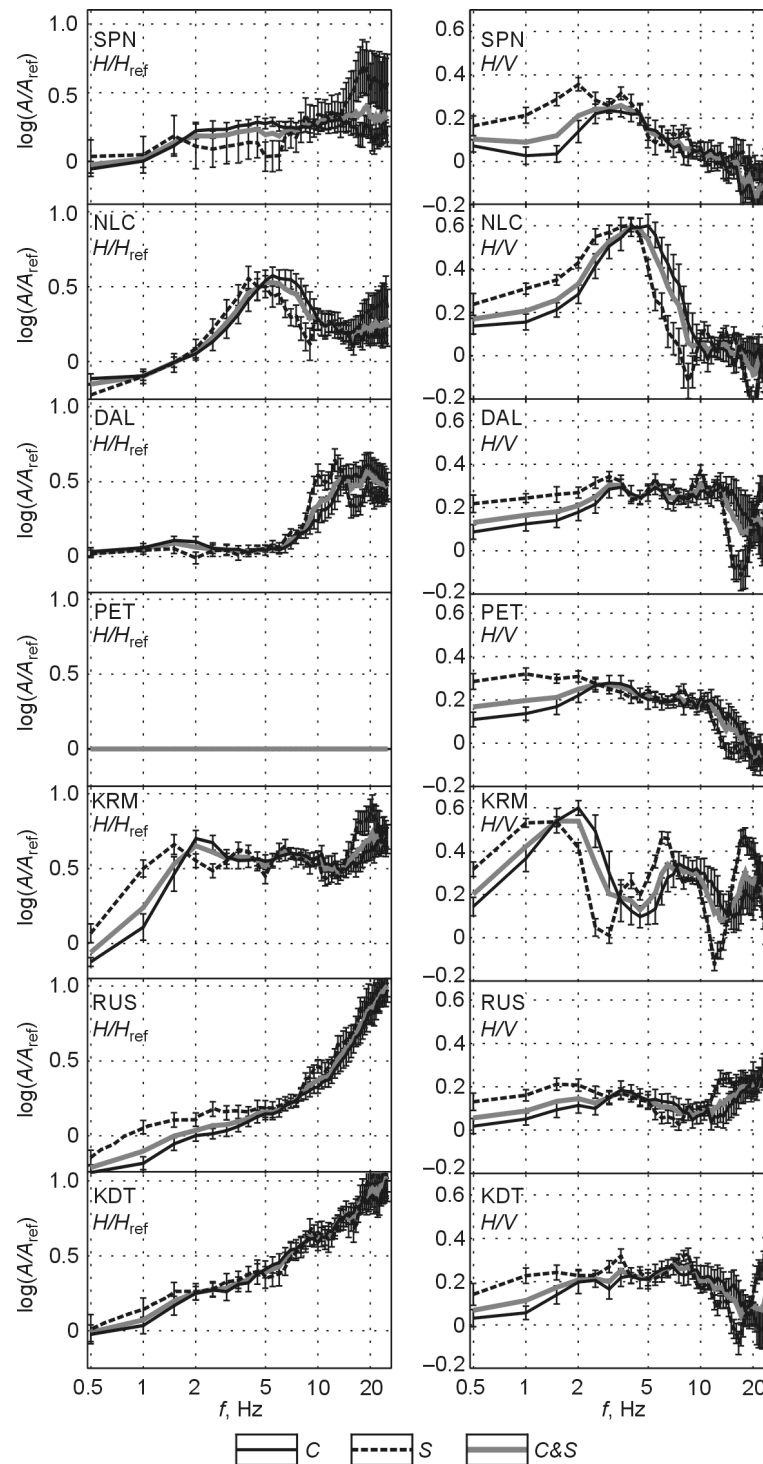 log(A/Aref)
1.0
0.5
0
SPN
H/Href
0.6
0.4
0.2
0
–0.2
SPN
H/V
log(A/Aref)
1.0
0.5
0
NLC
H/Href
0.6
0.4
0.2
0
–0.2
NLC
H/V
log(A/Aref)
1.0
0.5
0
DAL
H/Href
0.6
0.4
0.2
0
–0.2
DAL
H/V
log(A/Aref)
1.0
0.5
0
PET
H/Href
0.6
0.4
0.2
0
–0.2
PET
H/V
log(A/Aref)
1.0
0.5
0
KRM
H/Href
0.6
0.4
0.2
0
–0.2
KRM
H/V
log(A/Aref)
1.0
0.5
0
RUS
H/Href
0.6
0.4
0.2
0
–0.2
RUS
H/V
log(A/Aref)
1.0
0.5
0
KDT
H/Href
0.6
0.4
0.2
0
–0.2
KDT
H/V
0.5 1 2 5 10 20
0.5 1 2 5 10 20
f, Hz
f, Hz
C S C&S